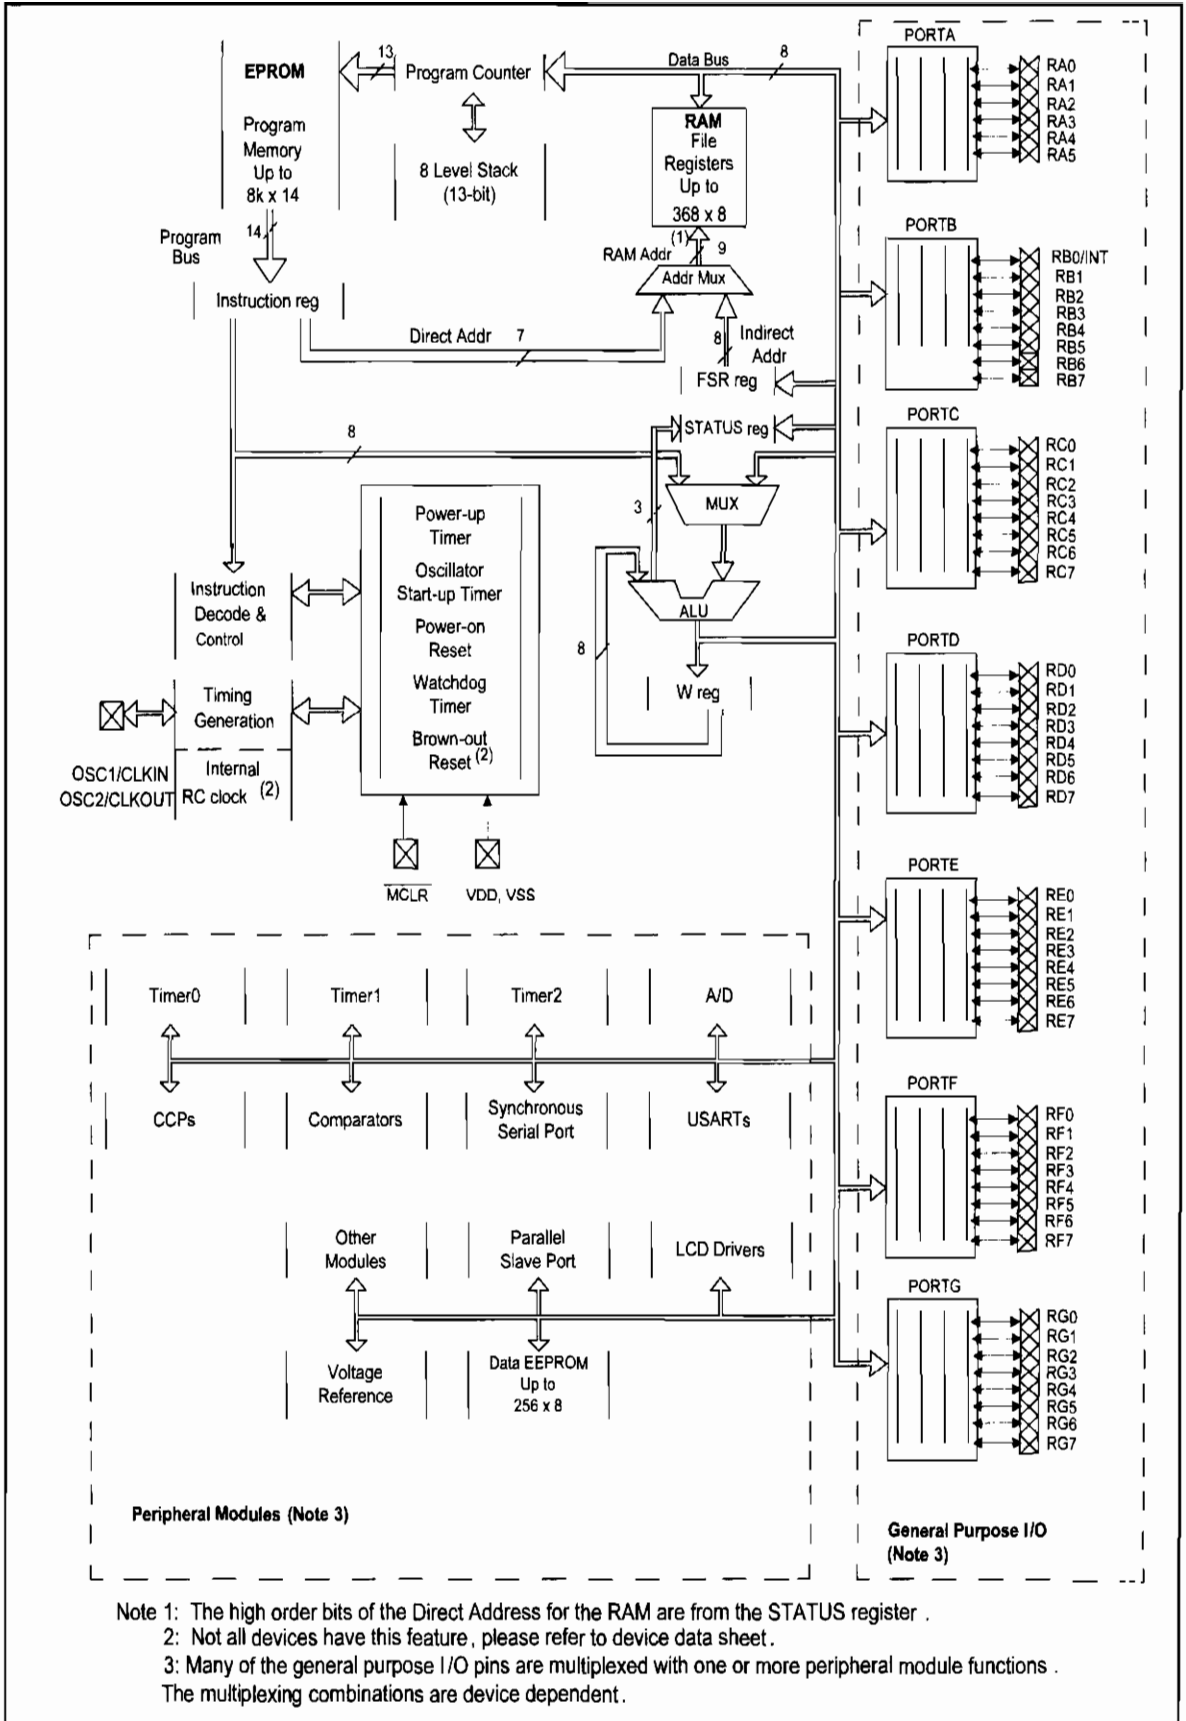 EPROM
Program
Memory
Up to
8k x 14
13
Program Counter
8 Level Stack
(13-bit)
Data Bus
8
RAM
File
Registers
Up to
368 x 8
(1)
9
RAM Addr
Addr Mux
Program
Bus
14
Instruction reg
Direct Addr
7
8
Indirect
Addr
FSR reg
STATUS reg
8
3
MUX
ALU
8
W reg
Power-up
Timer
Oscillator
Start-up Timer
Power-on
Reset
Watchdog
Timer
Brown-out
Reset (2)
Instruction
Decode &
Control
Timing
Generation
Internal
RC clock (2)
OSC1/CLKIN
OSC2/CLKOUT
MCLR
VDD, VSS
PORTA
RA0
RA1
RA2
RA3
RA4
RA5
PORTB
RB0/INT
RB1
RB2
RB3
RB4
RB5
RB6
RB7
PORTC
RC0
RC1
RC2
RC3
RC4
RC5
RC6
RC7
PORTD
RD0
RD1
RD2
RD3
RD4
RD5
RD6
RD7
PORTE
RE0
RE1
RE2
RE3
RE4
RE5
RE6
RE7
PORTF
RF0
RF1
RF2
RF3
RF4
RF5
RF6
RF7
PORTG
RG0
RG1
RG2
RG3
RG4
RG5
RG6
RG7
General Purpose I/O
(Note 3)
Timer0
Timer1
Timer2
A/D
CCPs
Comparators
Synchronous
Serial Port
USARTs
Other
Modules
Parallel
Slave Port
LCD Drivers
Voltage
Reference
Data EEPROM
Up to
256 x 8
Peripheral Modules (Note 3)
Note 1: The high order bits of the Direct Address for the RAM are from the STATUS register .
2: Not all devices have this feature, please refer to device data sheet.
3: Many of the general purpose I/O pins are multiplexed with one or more peripheral module functions .
The multiplexing combinations are device dependent.